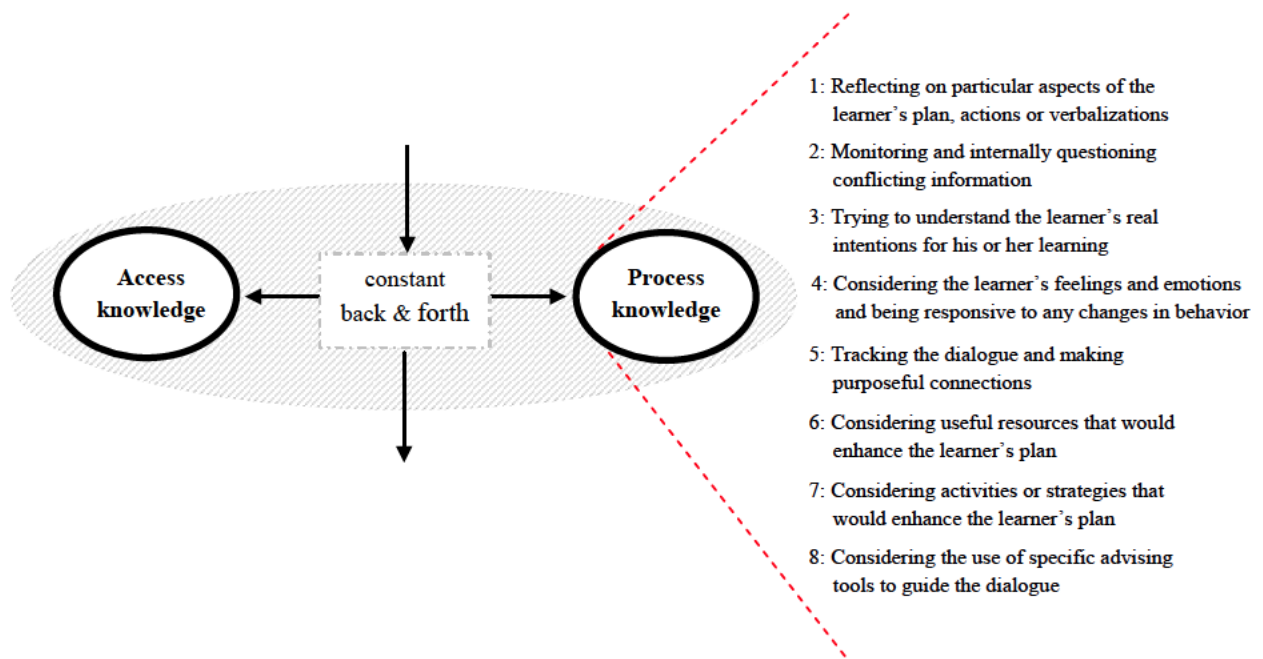 Access
knowledge
constant
back & forth
Process
knowledge
1: Reflecting on particular aspects of the
learner's plan, actions or verbalizations
2: Monitoring and internally questioning
conflicting information
3: Trying to understand the learner's real
intentions for his or her learning
4: Considering the learner's feelings and emotions
and being responsive to any changes in behavior
5: Tracking the dialogue and making
purposeful connections
6: Considering useful resources that would
enhance the learner's plan
7: Considering activities or strategies that
would enhance the learner's plan
8: Considering the use of specific advising
tools to guide the dialogue